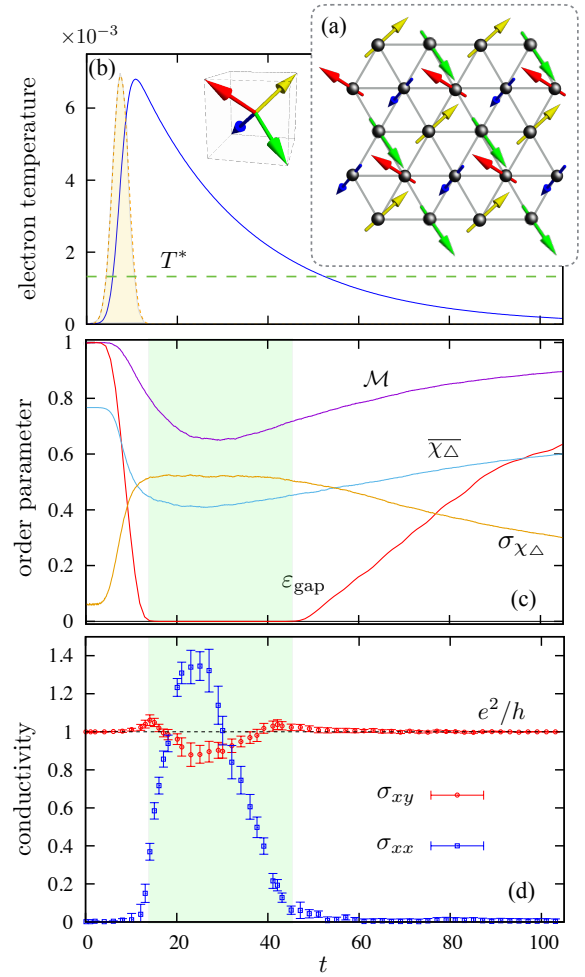 ×10⁻³
(a)
(b)
electron temperature
6
4
2
0
T*
order parameter
1
0.8
0.6
0.4
0.2
0
ℳ
χ△
σχ△
εgap
(c)
conductivity
1.4
1.2
1
0.8
0.6
0.4
0.2
0
e²/h
σxy
σxx
(d)
0
20
40
60
80
100
t